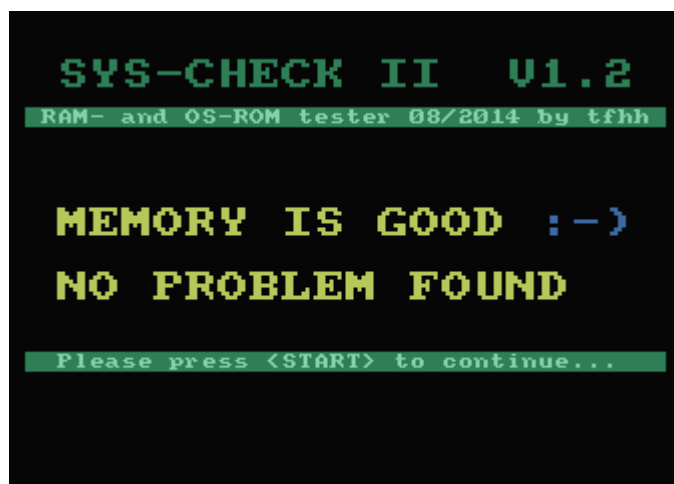 SYS-CHECK II V1.2
RAM- and OS-ROM tester 08/2014 by tfhh
MEMORY IS GOOD :-)
NO PROBLEM FOUND
Please press <START> to continue...